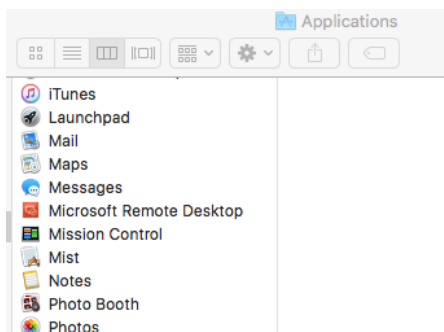 Applications
iTunes
Launchpad
Mail
Maps
Messages
Microsoft Remote Desktop
Mission Control
Mist
Notes
Photo Booth
Photos